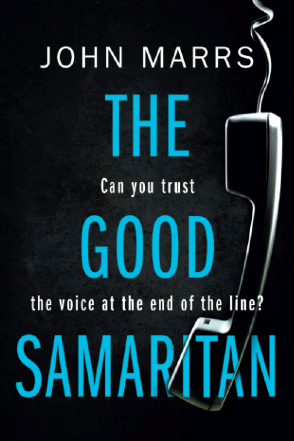 JOHN MARRS
THE
Can you trust
GOOD
the voice at the end of the line?
SAMARITAN